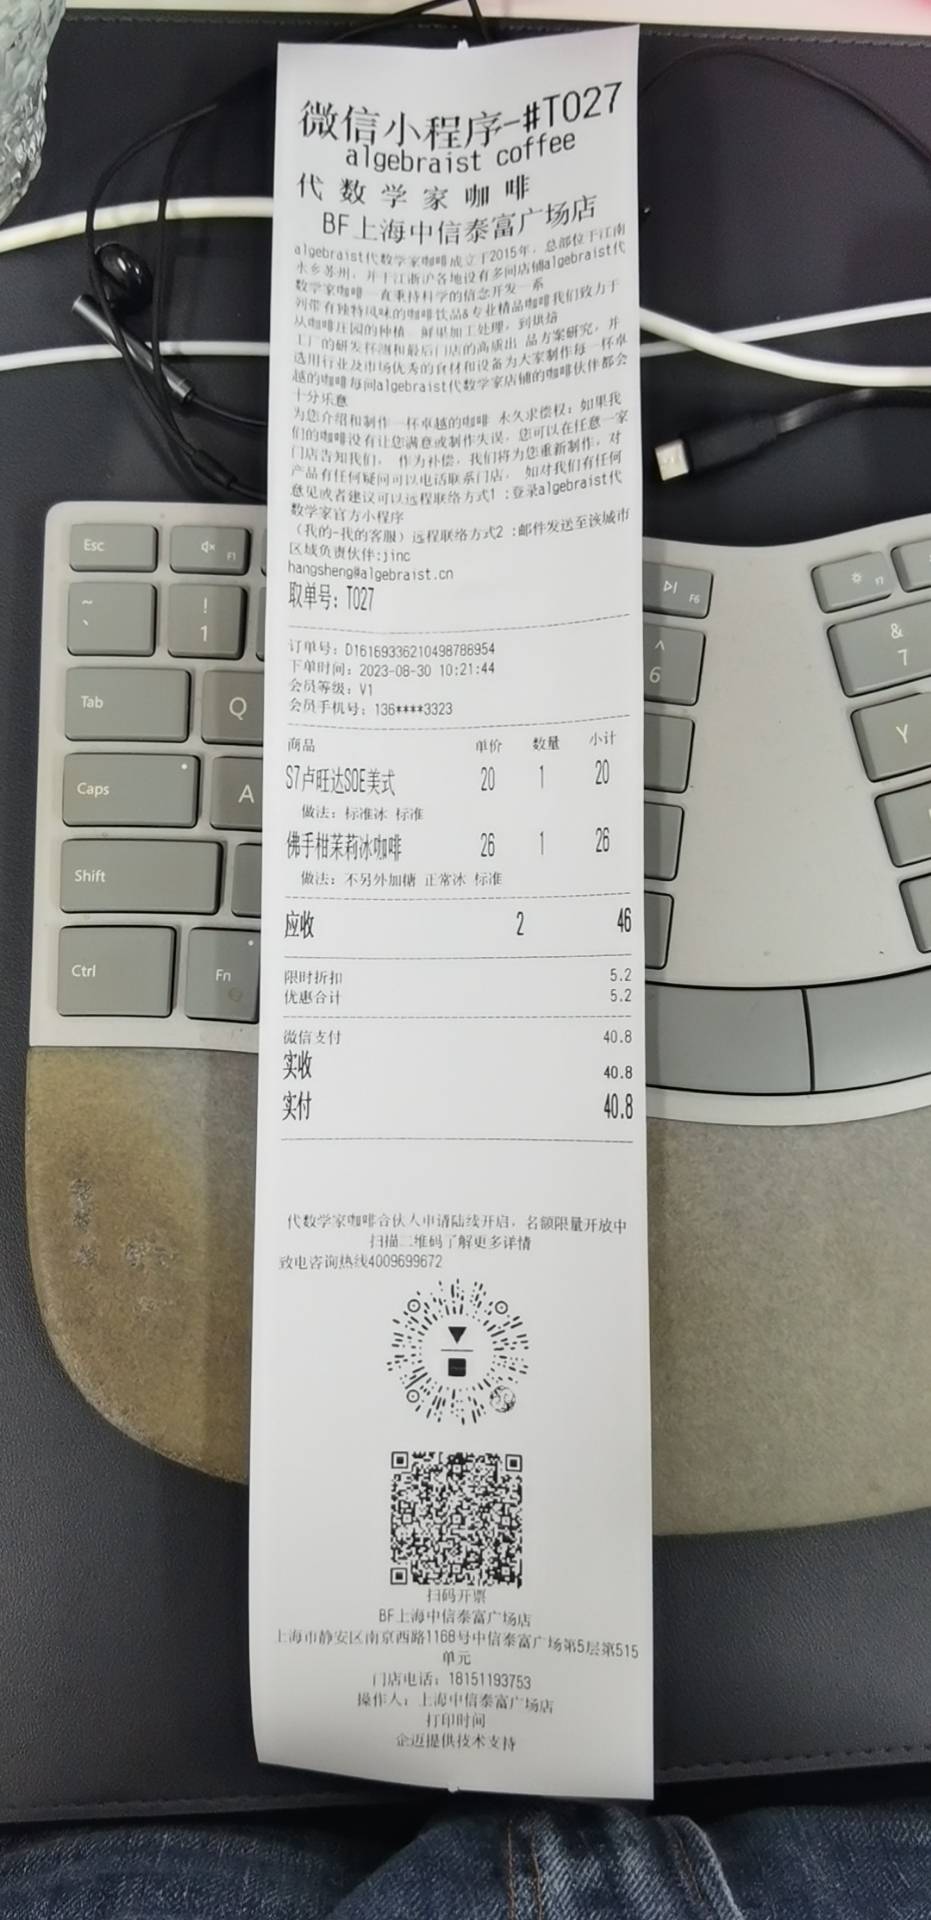 微信小程序-#T027
algebraist coffee
代数学家咖啡
BF上海中信泰富广场店
algebraist代数学家咖啡成立于2015年，总部位于江南
水乡苏州，并于江浙沪各地设有多间店铺algebraist代
数学家咖啡一直秉持科学的信念开发一系
列带有独特风味的咖啡饮品&专业精品咖啡我们致力于
从咖啡庄园的种植、鲜果加工处理，到烘焙
工厂的研发杯测和最后门店的高质出 品方案研究，并
选用行业及市场优秀的食材和设备为大家制作每一杯卓
越的咖啡每间algebraist代数学家店铺的咖啡伙伴都会
十分乐意
为您介绍和制作一杯卓越的咖啡 永久求偿权：如果我
们的咖啡没有让您满意或制作失误，您可以在任意一家
门店告知我们， 作为补偿，我们将为您重新制作，对
产品有任何疑问可以电话联系门店， 如对我们有任何
意见或者建议可以远程联络方式1 :登录algebraist代
数学家官方小程序
（我的-我的客服）远程联络方式2 :邮件发送至该城市
区域负责伙伴:jinc
hangsheng@algebraist.cn
取单号：T027
订单号：D16169336210498786954
下单时间：2023-08-30 10:21:44
会员等级：V1
会员手机号：136****3323
商品 单价 数量 小计
S7卢旺达SOE美式 20 1 20
做法：标准冰 标准
佛手柑茉莉冰咖啡 26 1 26
做法：不另外加糖 正常冰 标准
应收 2 46
限时折扣 5.2
优惠合计 5.2
微信支付 40.8
实收 40.8
实付 40.8
代数学家咖啡合伙人申请陆续开启，名额限量开放中
扫描二维码了解更多详情
致电咨询热线4009699672
扫码开票
BF上海中信泰富广场店
上海市静安区南京西路1168号中信泰富广场第5层第515
单元
门店电话：18151193753
操作人：上海中信泰富广场店
打印时间
企迈提供技术支持
Esc
F1
F6
F7
~
`
!
1
^
6
&
7
Tab
Q
Y
Caps
A
Shift
Ctrl
Fn